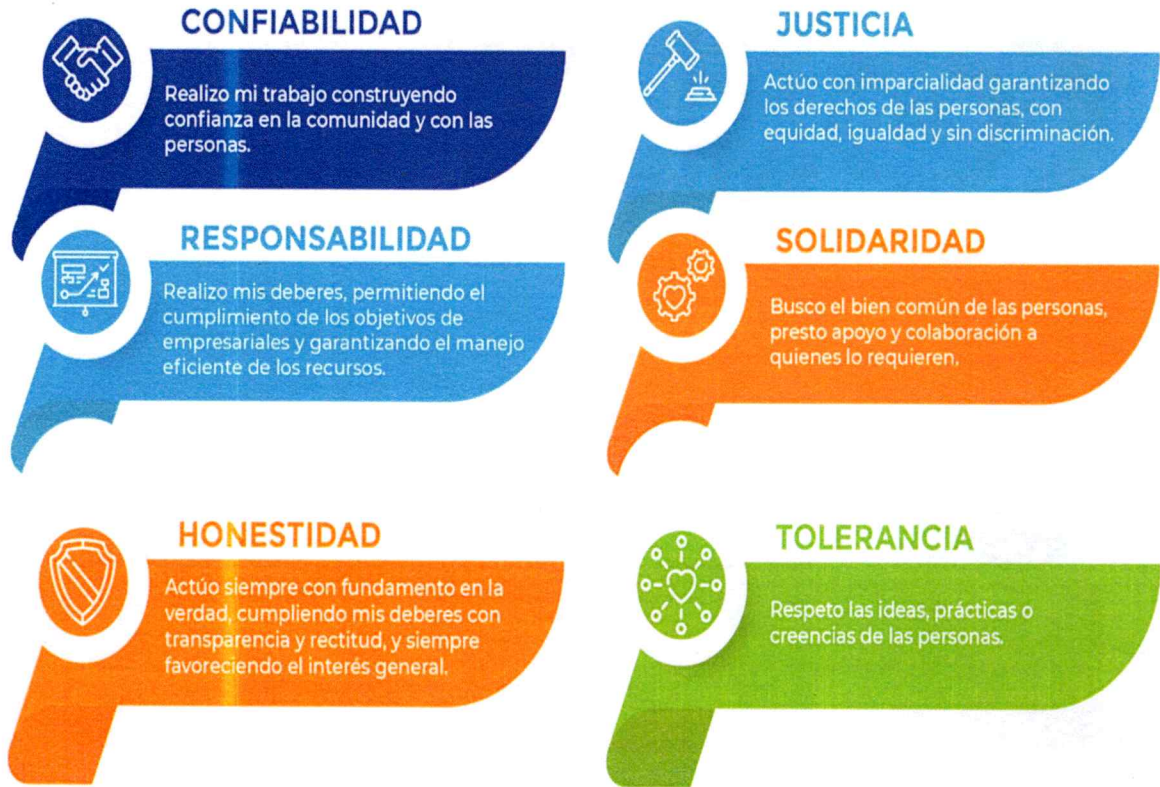 CONFIABILIDAD
Realizo mi trabajo construyendo
confianza en la comunidad y con las
personas.
RESPONSABILIDAD
Realizo mis deberes, permitiendo el
cumplimiento de los objetivos de
empresariales y garantizando el manejo
eficiente de los recursos.
HONESTIDAD
Actúo siempre con fundamento en la
verdad, cumpliendo mis deberes con
transparencia y rectitud, y siempre
favoreciendo el interés general.
JUSTICIA
Actúo con imparcialidad garantizando
los derechos de las personas, con
equidad, igualdad y sin discriminación.
SOLIDARIDAD
Busco el bien común de las personas,
presto apoyo y colaboración a
quienes lo requieren.
TOLERANCIA
Respeto las ideas, prácticas o
creencias de las personas.